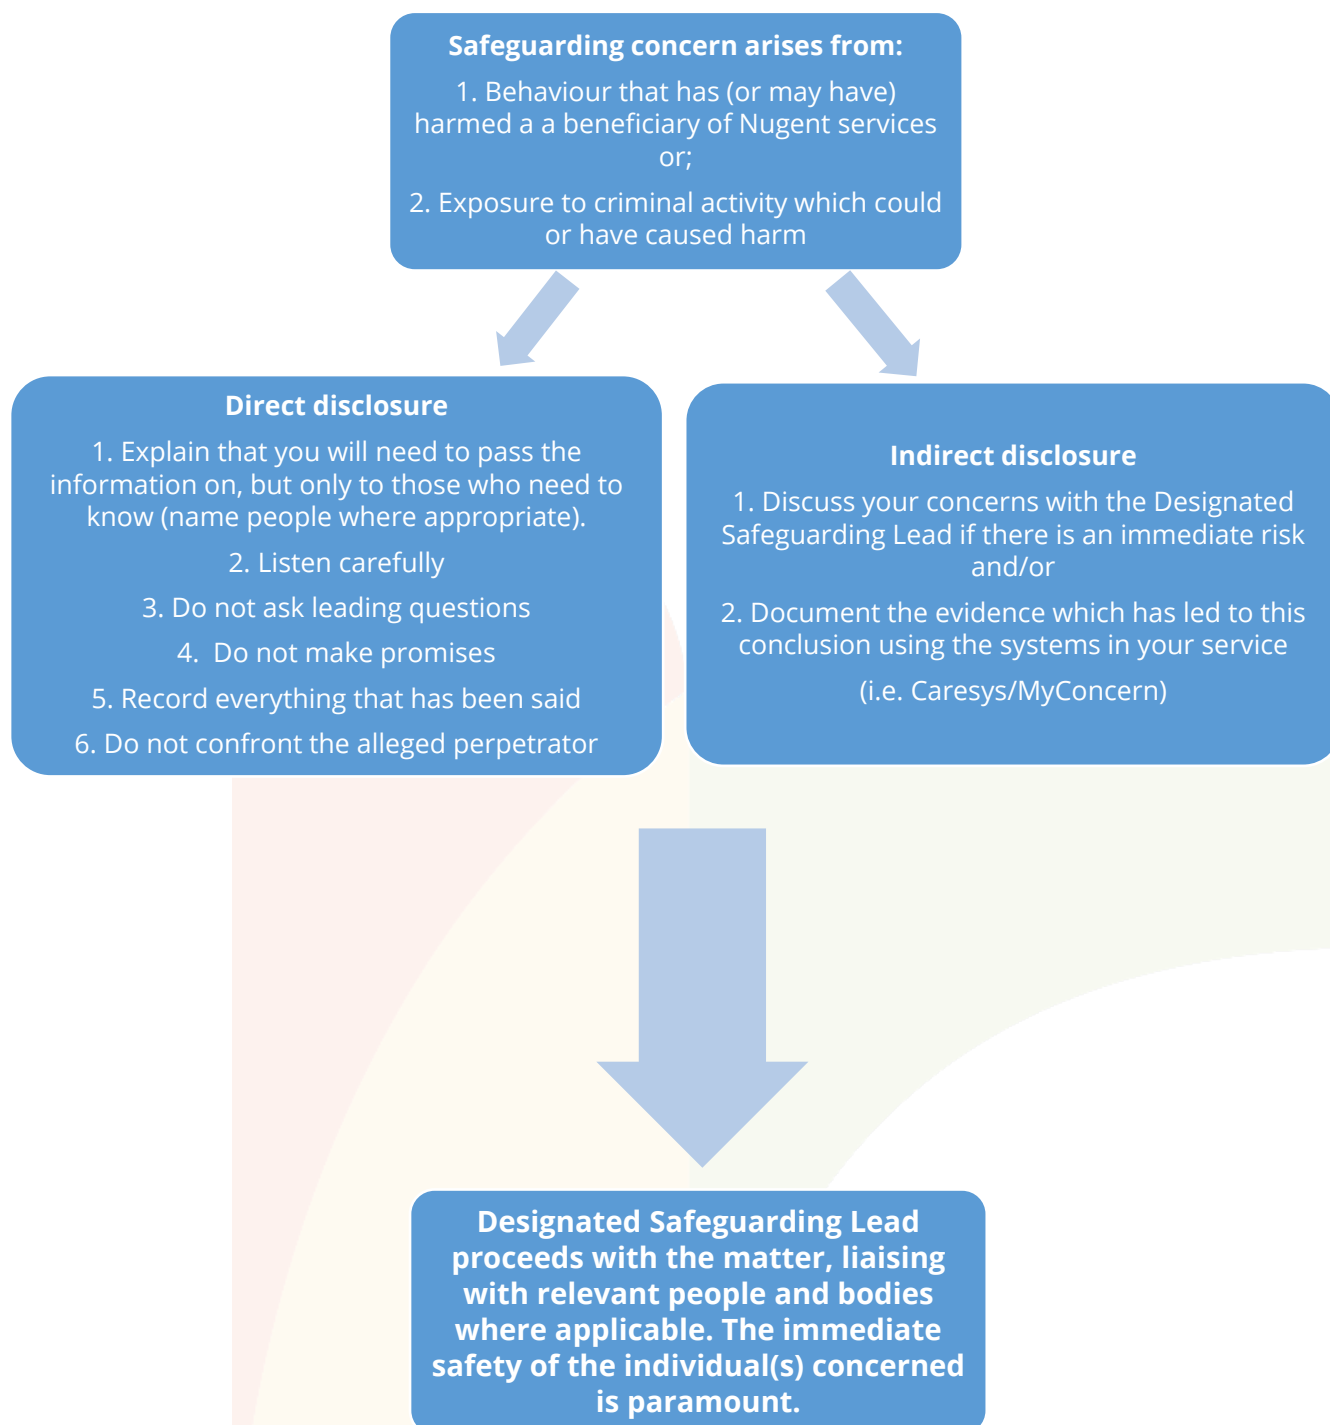 Safeguarding concern arises from:
1. Behaviour that has (or may have)
harmed a a beneficiary of Nugent services
or;
2. Exposure to criminal activity which could
or have caused harm
Direct disclosure
1. Explain that you will need to pass the
information on, but only to those who need to
know (name people where appropriate).
2. Listen carefully
3. Do not ask leading questions
4. Do not make promises
5. Record everything that has been said
6. Do not confront the alleged perpetrator
Indirect disclosure
1. Discuss your concerns with the Designated
Safeguarding Lead if there is an immediate risk
and/or
2. Document the evidence which has led to this
conclusion using the systems in your service
(i.e. Caresys/MyConcern)
Designated Safeguarding Lead
proceeds with the matter, liaising
with relevant people and bodies
where applicable. The immediate
safety of the individual(s) concerned
is paramount.